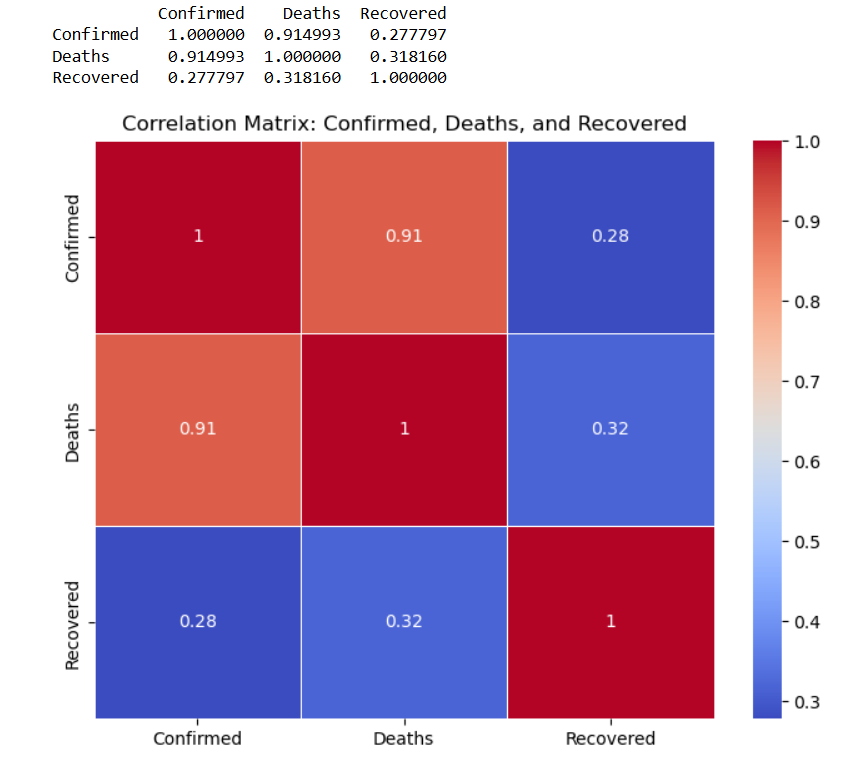 Confirmed Deaths Recovered
Confirmed 1.000000 0.914993 0.277797
Deaths 0.914993 1.000000 0.318160
Recovered 0.277797 0.318160 1.000000
Correlation Matrix: Confirmed, Deaths, and Recovered
1.0
0.9
0.8
0.7
0.6
0.5
0.4
0.3
Confirmed
1 0.91 0.28
Deaths
0.91 1 0.32
Recovered
0.28 0.32 1
Confirmed Deaths Recovered